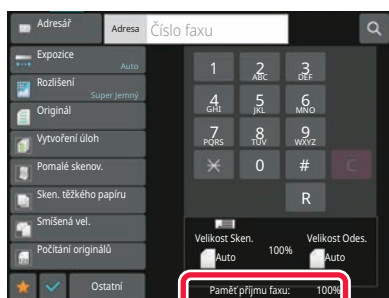 Adresář
Adresa
Číslo faxu
Expozice
Auto
Rozlišení
Super Jemný
Originál
Vytvoření úloh
Pomalé skenov.
Sken. těžkého papíru
Smíšená vel.
Počítání originálů
Ostatní
1
2 ABC
3 DEF
4 GHI
5 JKL
6 MNO
7 PQRS
8 TUV
9 WXYZ
0
#
C
R
Velikost Sken.
Auto
100%
Velikost Odes.
Auto
Paměť příjmu faxu: 100%